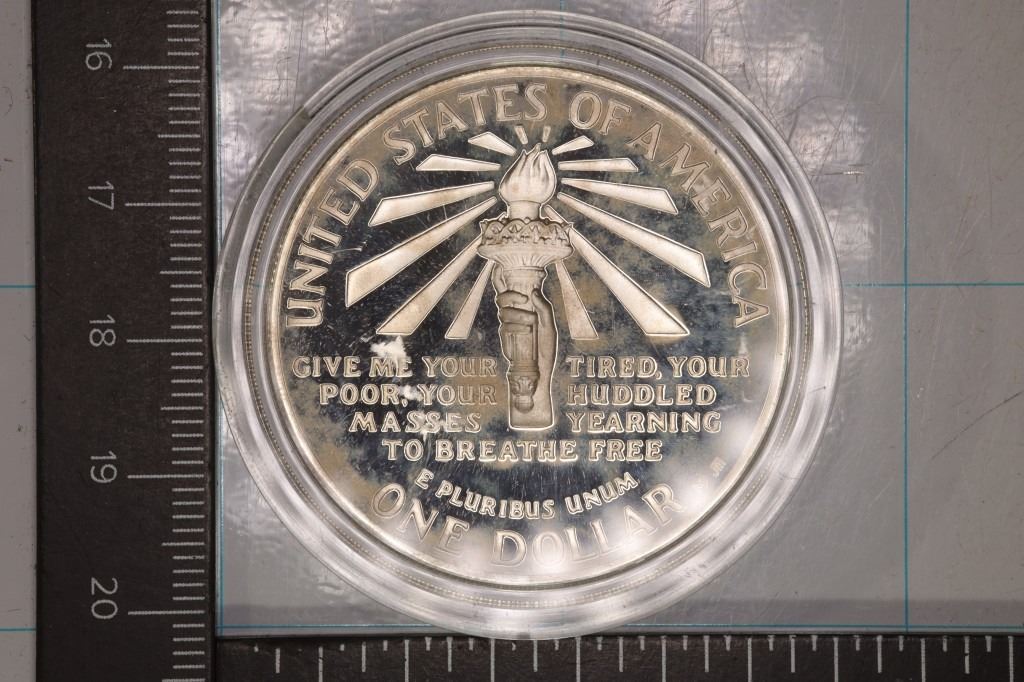 16
17
18
19
20
UNITED STATES OF AMERICA
GIVE ME YOUR TIRED, YOUR
POOR, YOUR HUDDLED
MASSES YEARNING
TO BREATHE FREE
E PLURIBUS UNUM
ONE DOLLAR